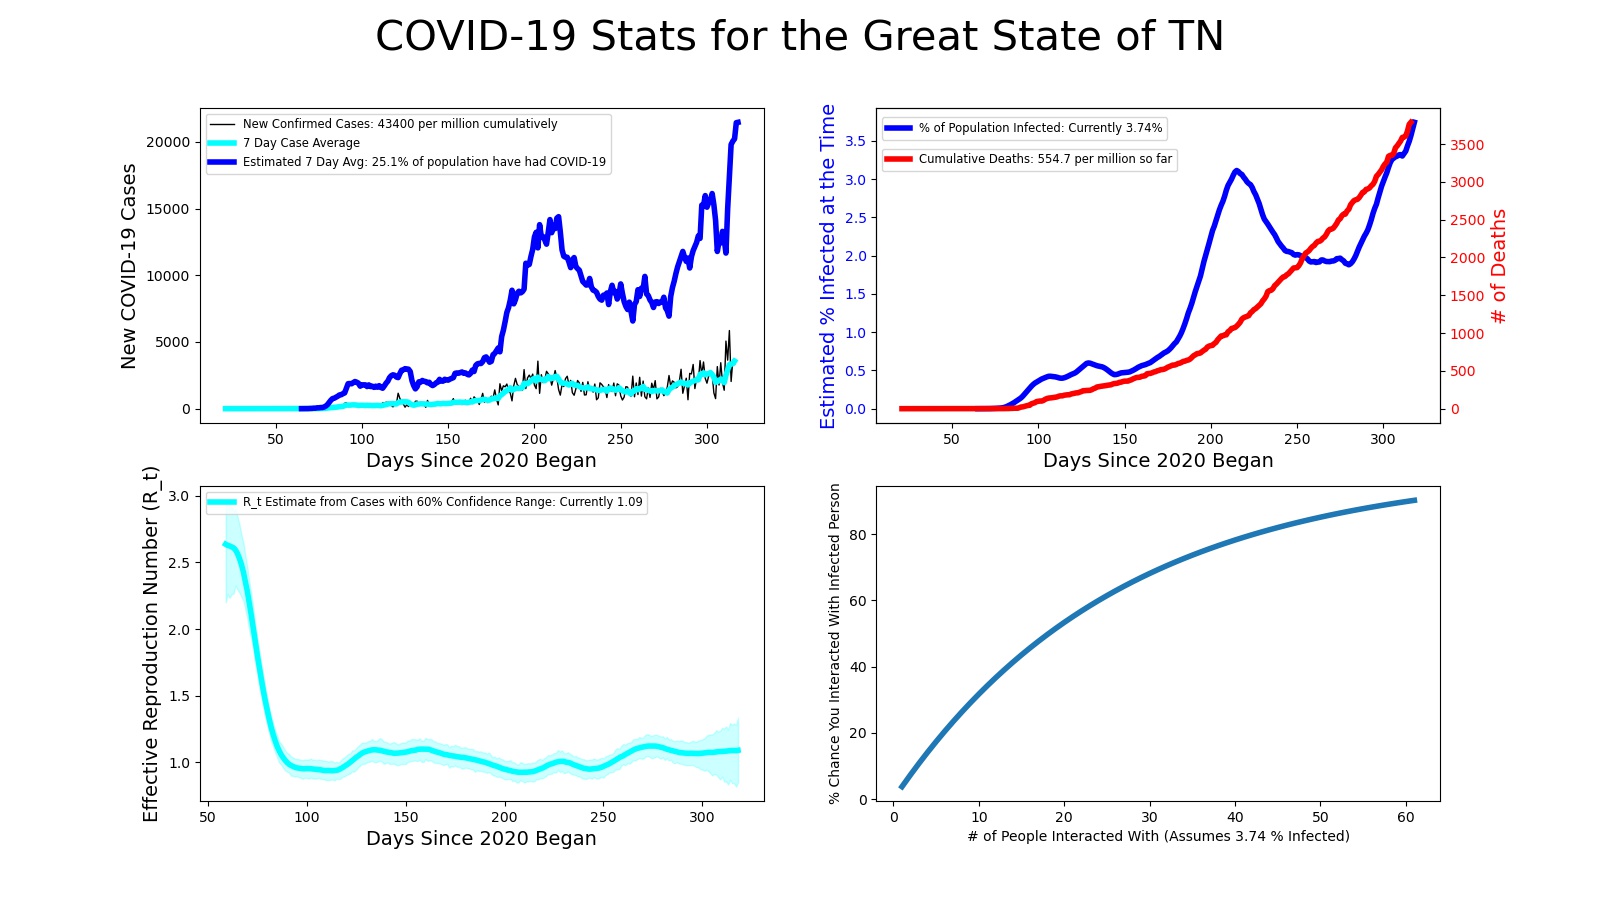 COVID-19 Stats for the Great State of TN
New COVID-19 Cases
20000
15000
10000
5000
0
New Confirmed Cases: 43400 per million cumulatively
7 Day Case Average
Estimated 7 Day Avg: 25.1% of population have had COVID-19
50 100 150 200 250 300
Days Since 2020 Began
Estimated % Infected at the Time
3.5
3.0
2.5
2.0
1.5
1.0
0.5
0.0
% of Population Infected: Currently 3.74%
Cumulative Deaths: 554.7 per million so far
3500
3000
2500
2000
1500
1000
500
0
# of Deaths
50 100 150 200 250 300
Days Since 2020 Began
Effective Reproduction Number (R_t)
3.0
2.5
2.0
1.5
1.0
R_t Estimate from Cases with 60% Confidence Range: Currently 1.09
50 100 150 200 250 300
Days Since 2020 Began
% Chance You Interacted With Infected Person
80
60
40
20
0
0 10 20 30 40 50 60
# of People Interacted With (Assumes 3.74 % Infected)